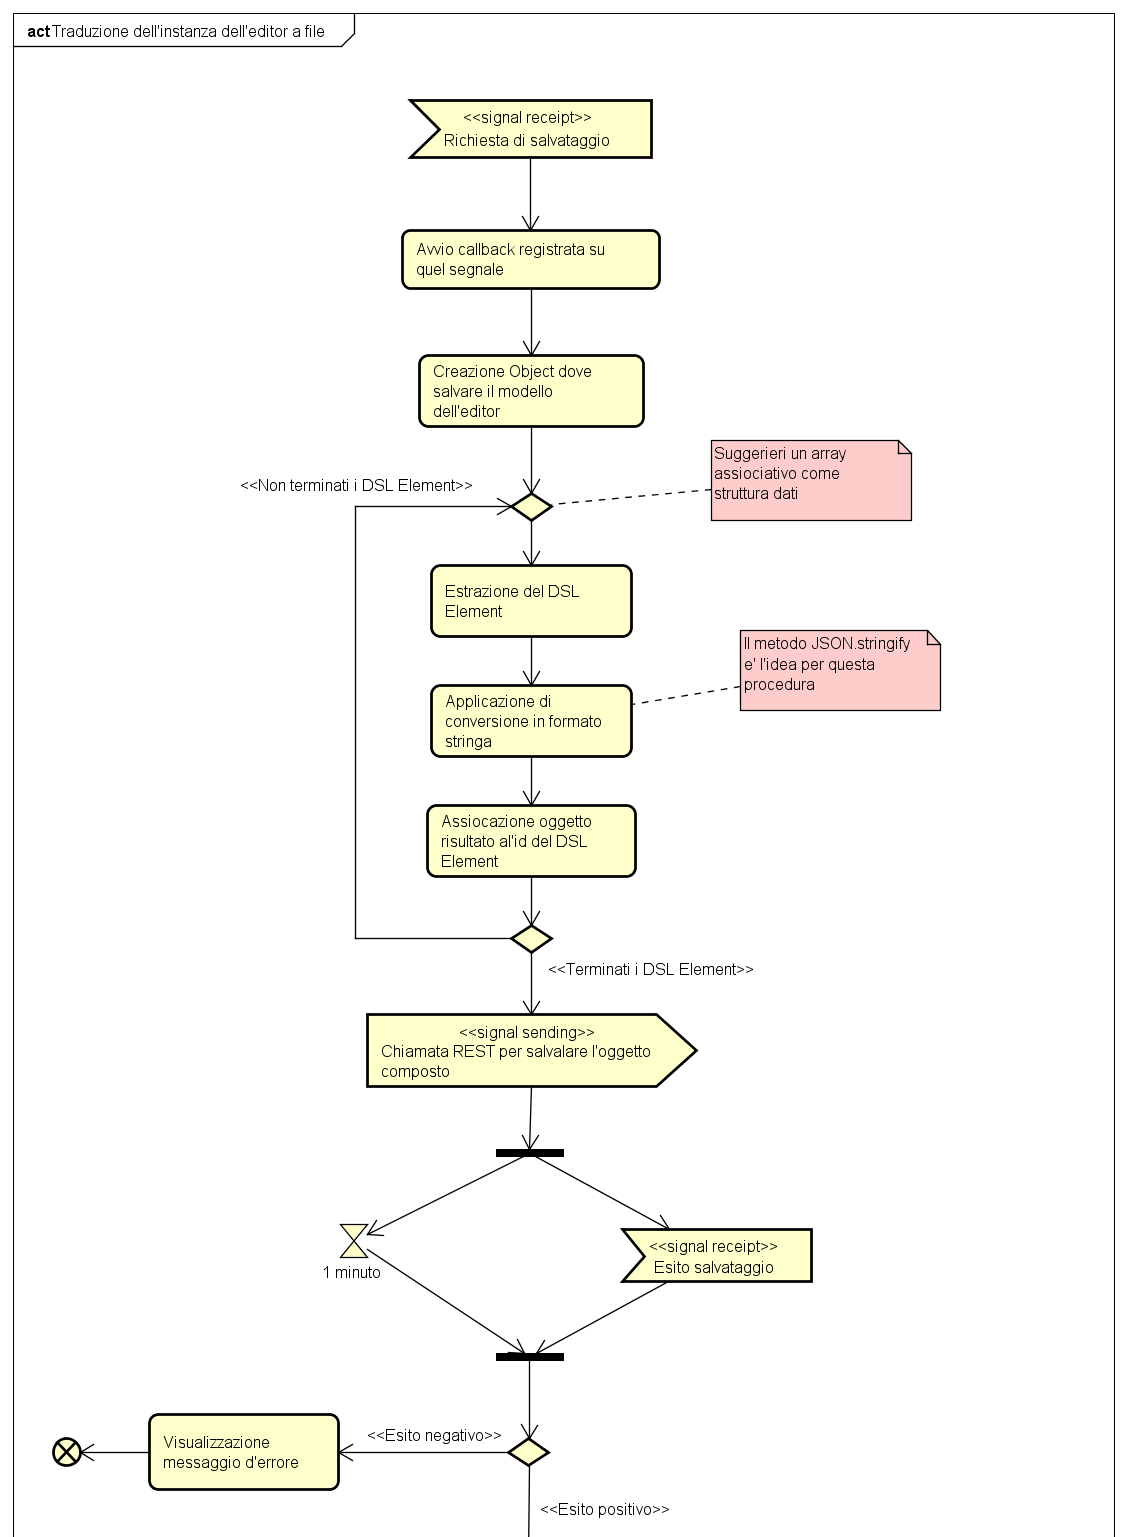 act Traduzione dell'instanza dell'editor a file
<<signal receipt>>
Richiesta di salvataggio
Avvio callback registrata su
quel segnale
Creazione Object dove
salvare il modello
dell'editor
Suggerieri un array
assiociativo come
struttura dati
<<Non terminati i DSL Element>>
Estrazione del DSL
Element
Il metodo JSON.stringify
e' l'idea per questa
procedura
Applicazione di
conversione in formato
stringa
Assiocazione oggetto
risultato al'id del DSL
Element
<<Terminati i DSL Element>>
<<signal sending>>
Chiamata REST per salvalare l'oggetto
composto
<<signal receipt>>
Esito salvataggio
1 minuto
<<Esito negativo>>
Visualizzazione
messaggio d'errore
<<Esito positivo>>